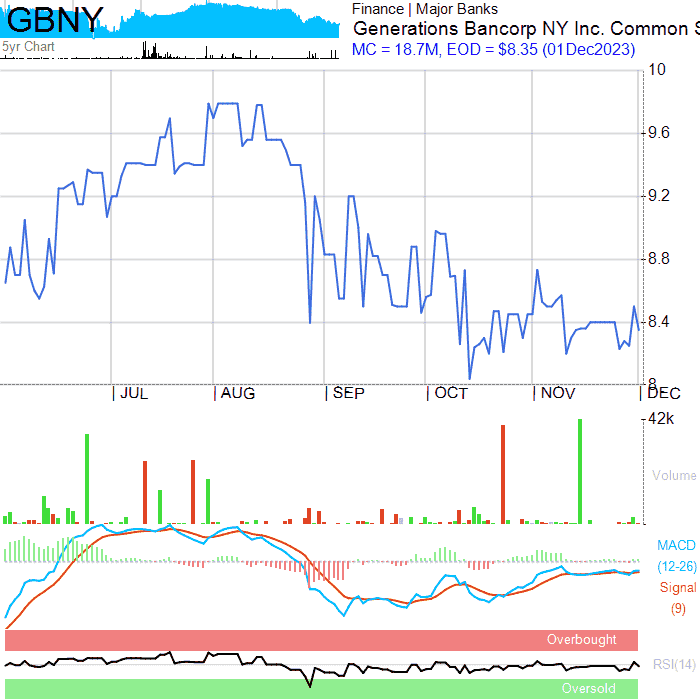 GBNY
Finance | Major Banks
Generations Bancorp NY Inc. Common S
5yr Chart
MC = 18.7M, EOD = $8.35 (01Dec2023)
10
9.6
9.2
8.8
8.4
8
JUL AUG SEP OCT NOV DEC
42k
Volume
MACD
(12-26)
Signal
(9)
Overbought
RSI(14)
Oversold